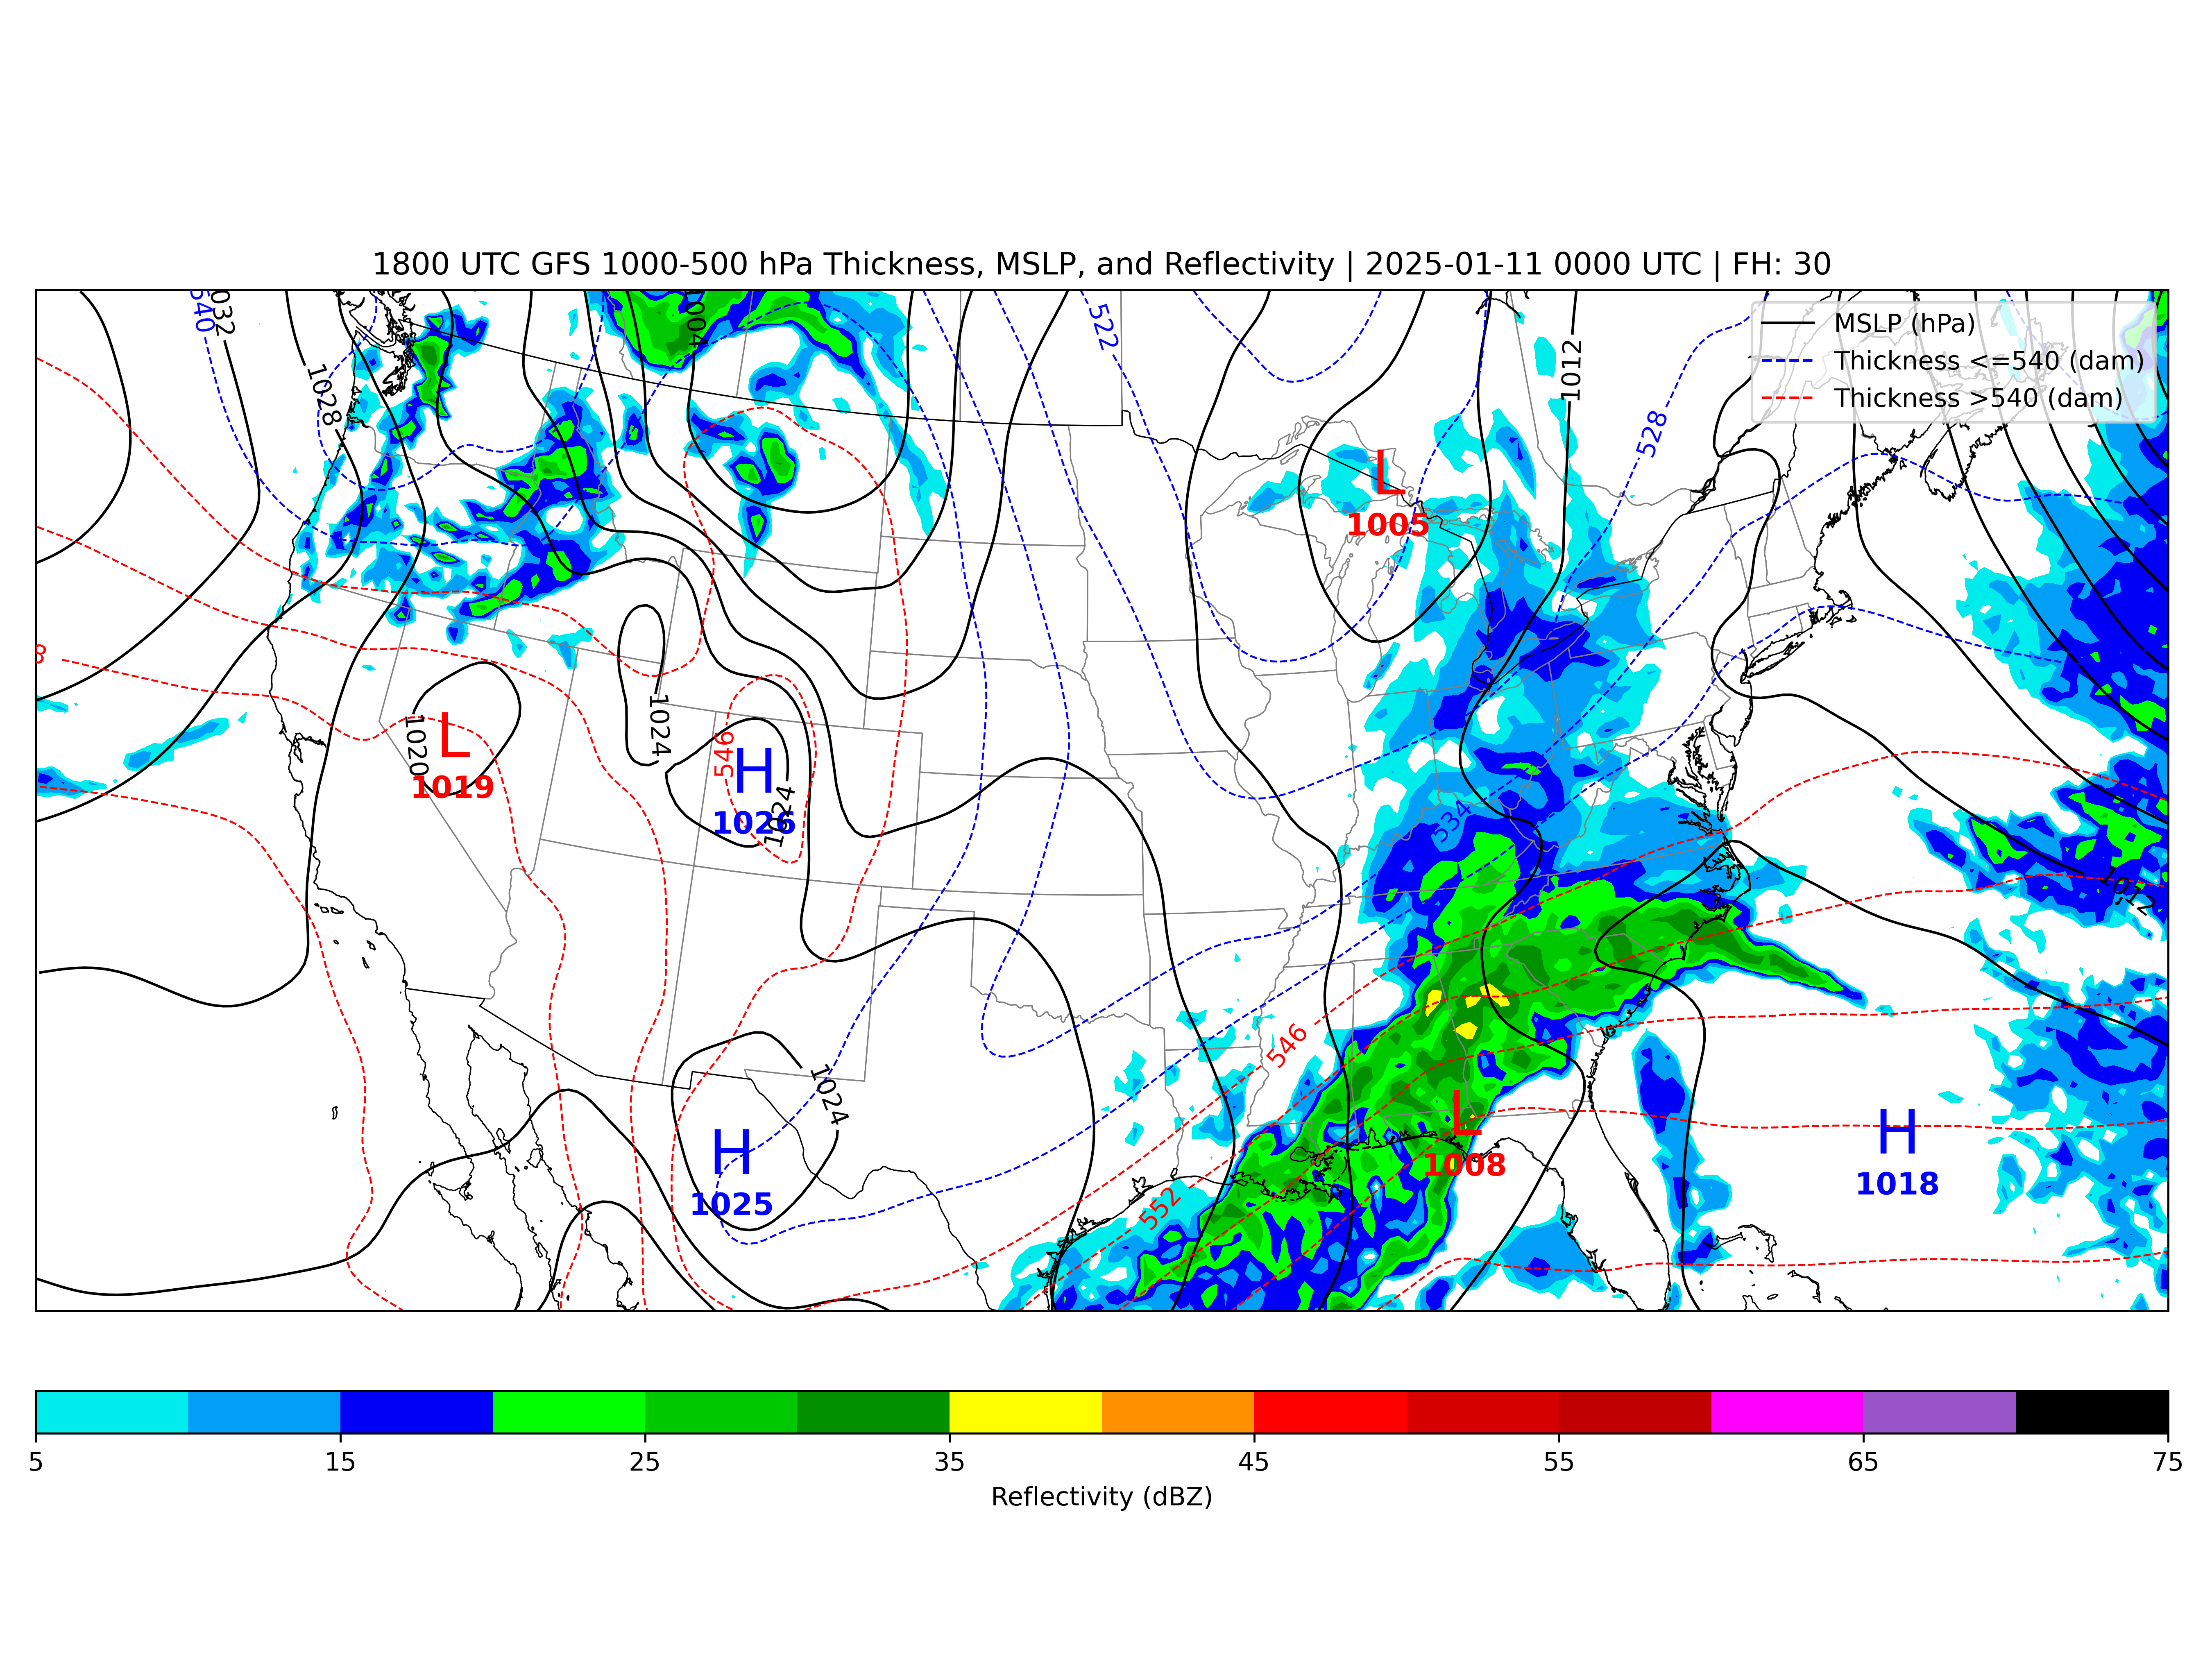 1800 UTC GFS 1000-500 hPa Thickness, MSLP, and Reflectivity | 2025-01-11 0000 UTC | FH: 30
MSLP (hPa)
Thickness <=540 (dam)
Thickness >540 (dam)
540
032
1028
1004
522
1012
528
L
1005
8
1020
L
1019
1024
546
H
1026
1024
534
1012
546
1024
L
1008
H
1018
H
1025
552
5
15
25
35
45
55
65
75
Reflectivity (dBZ)